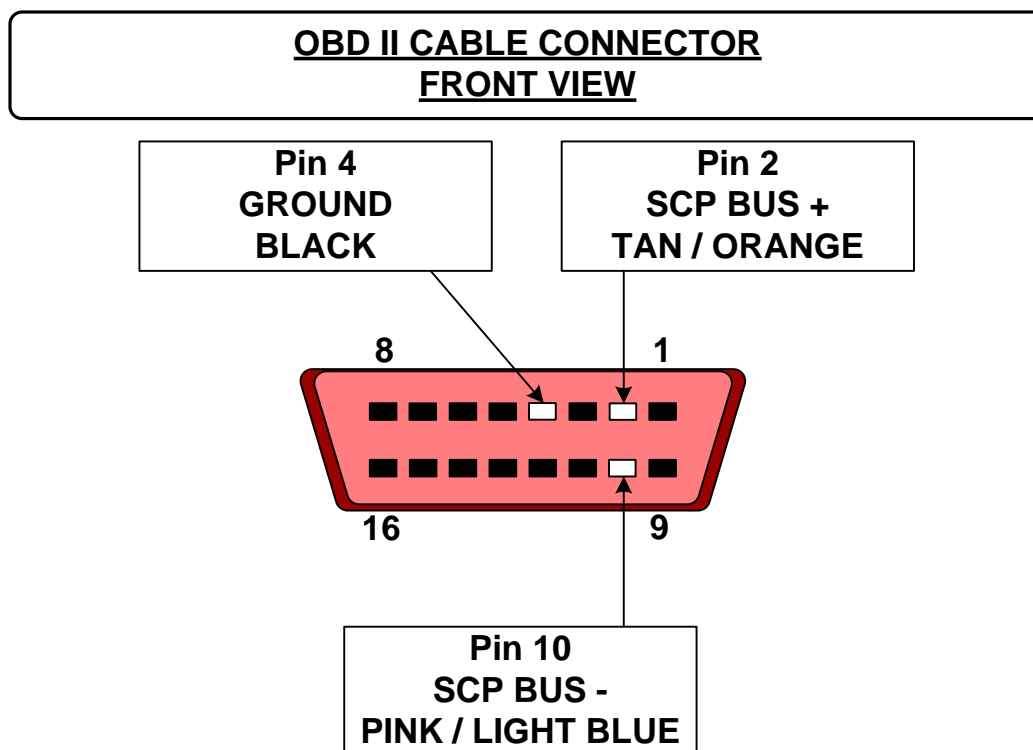 OBD II CABLE CONNECTOR
FRONT VIEW
Pin 4
GROUND
BLACK
Pin 2
SCP BUS +
TAN / ORANGE
8
1
16
9
Pin 10
SCP BUS -
PINK / LIGHT BLUE